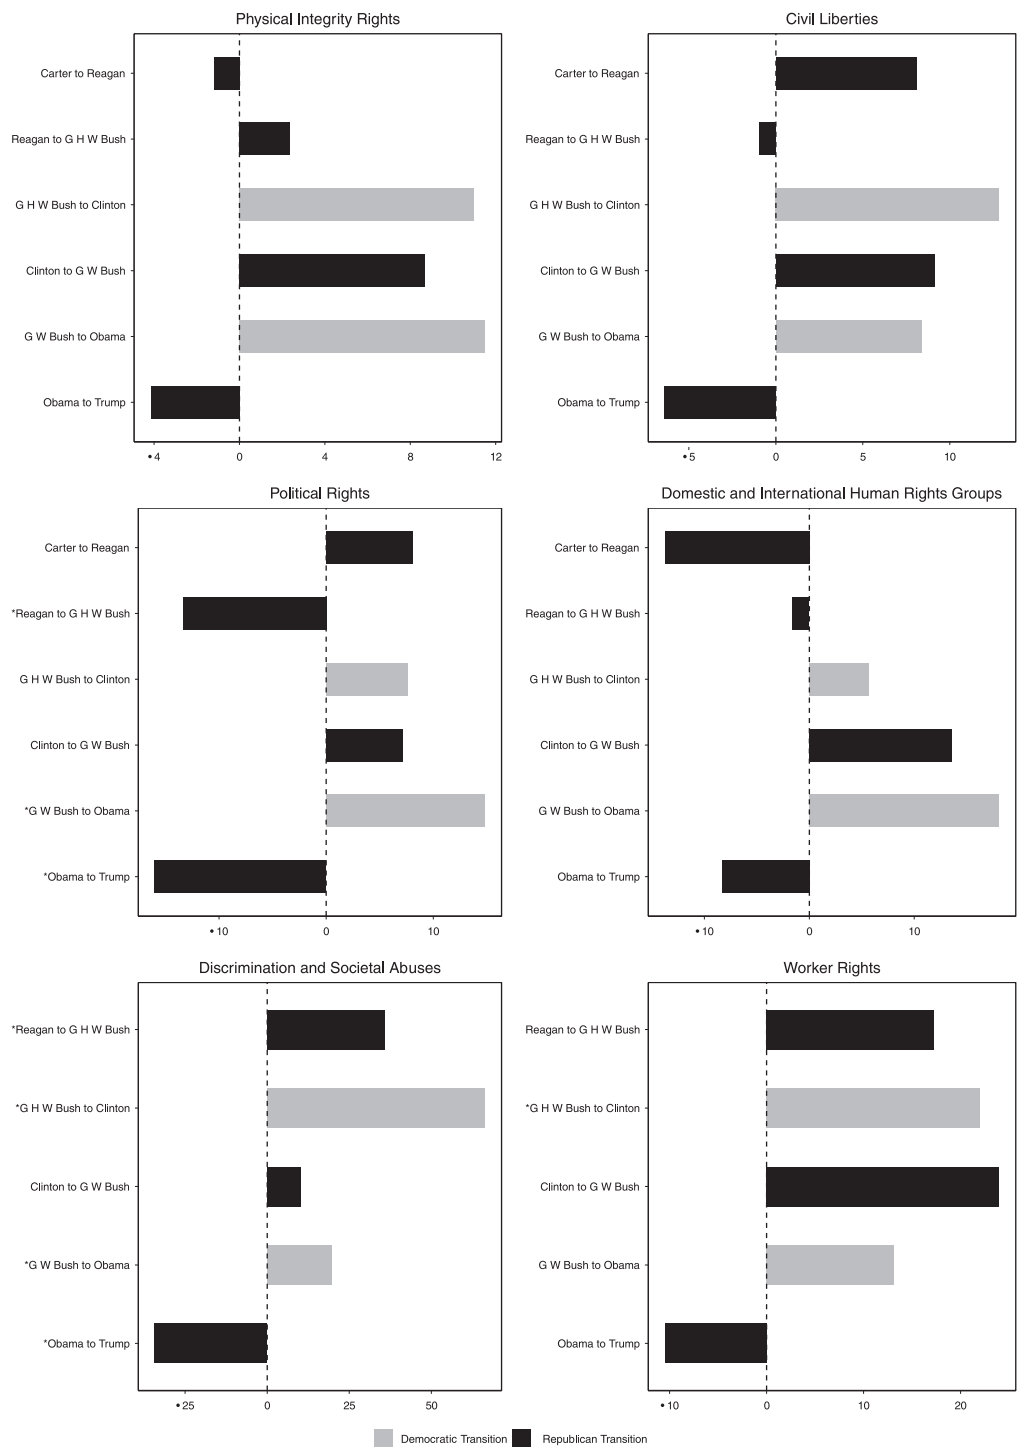 Physical Integrity Rights
Carter to Reagan
Reagan to G H W Bush
G H W Bush to Clinton
Clinton to G W Bush
G W Bush to Obama
Obama to Trump
•4 0 4 8 12
Civil Liberties
Carter to Reagan
Reagan to G H W Bush
G H W Bush to Clinton
Clinton to G W Bush
G W Bush to Obama
Obama to Trump
•5 0 5 10
Political Rights
Carter to Reagan
*Reagan to G H W Bush
G H W Bush to Clinton
Clinton to G W Bush
*G W Bush to Obama
*Obama to Trump
•10 0 10
Domestic and International Human Rights Groups
Carter to Reagan
Reagan to G H W Bush
G H W Bush to Clinton
Clinton to G W Bush
G W Bush to Obama
Obama to Trump
•10 0 10
Discrimination and Societal Abuses
*Reagan to G H W Bush
*G H W Bush to Clinton
Clinton to G W Bush
*G W Bush to Obama
*Obama to Trump
•25 0 25 50
Worker Rights
Reagan to G H W Bush
*G H W Bush to Clinton
Clinton to G W Bush
G W Bush to Obama
Obama to Trump
•10 0 10 20
Democratic Transition Republican Transition